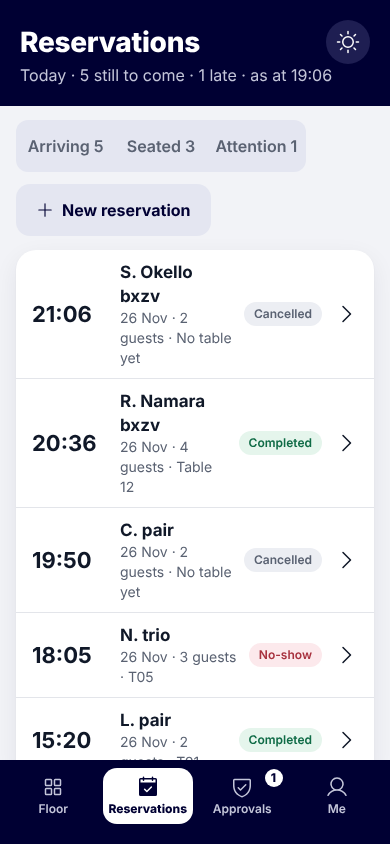 Reservations
Today · 5 still to come · 1 late · as at 19:06
Arriving 5 Seated 3 Attention 1
+ New reservation
S. Okello
bxzv
21:06
26 Nov · 2
guests · No table
yet
Cancelled
R. Namara
bxzv
20:36
26 Nov · 4
guests · Table
12
Completed
C. pair
19:50
26 Nov · 2
guests · No table
yet
Cancelled
N. trio
18:05
26 Nov · 3 guests
· T05
No-show
L. pair
15:20
26 Nov · 2
guests · T01
Completed
1
Floor Reservations Approvals Me